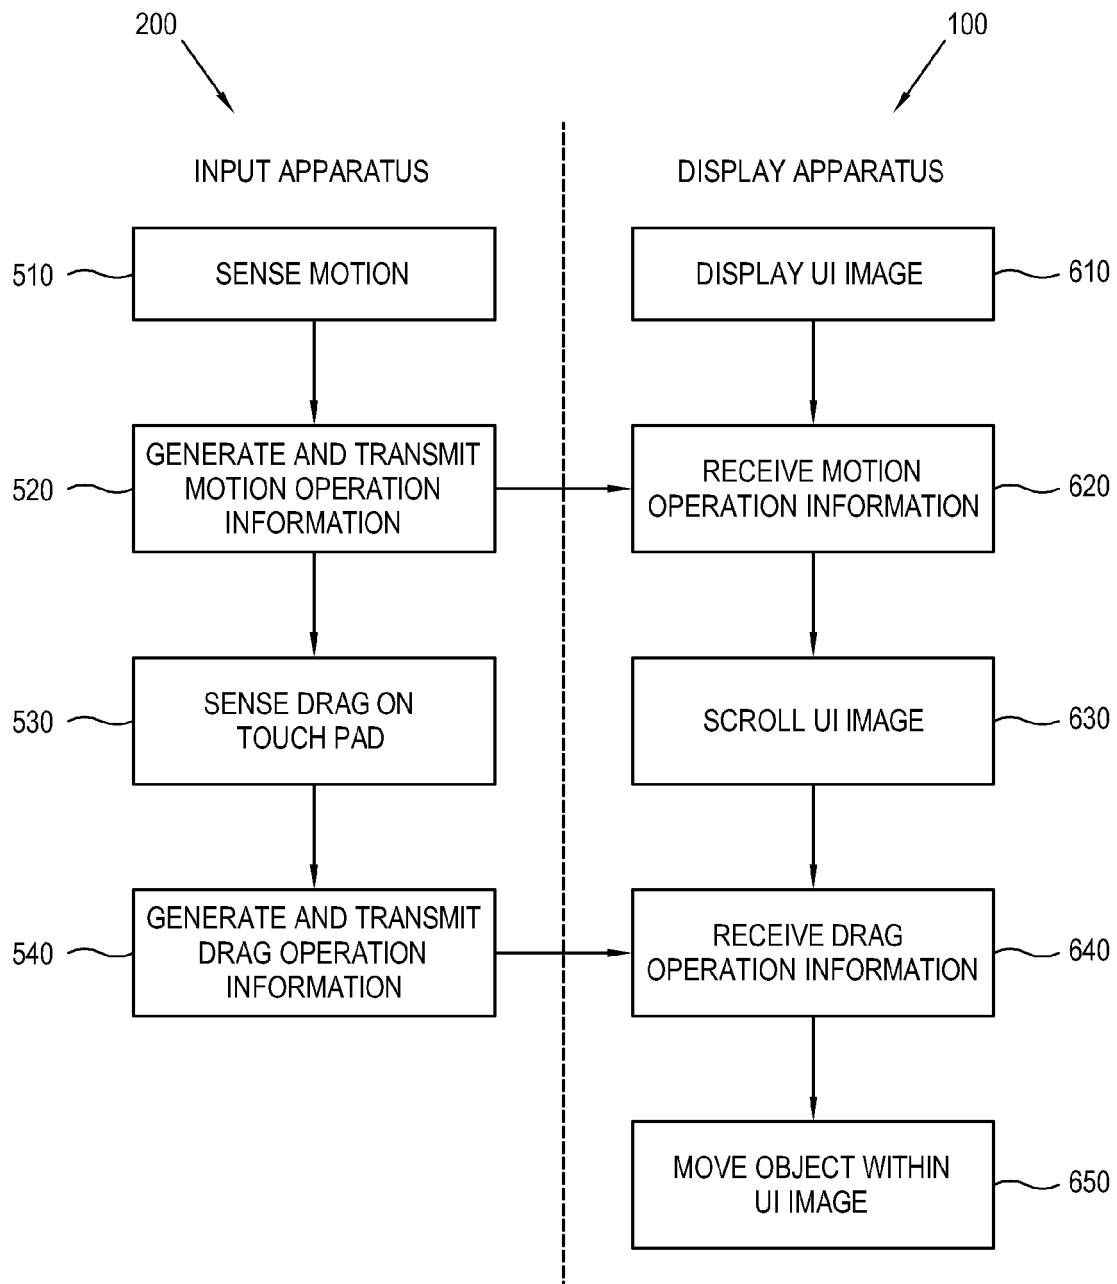 200
100
INPUT APPARATUS
DISPLAY APPARATUS
510
SENSE MOTION
DISPLAY UI IMAGE
610
520
GENERATE AND TRANSMIT
MOTION OPERATION
INFORMATION
RECEIVE MOTION
OPERATION INFORMATION
620
530
SENSE DRAG ON
TOUCH PAD
SCROLL UI IMAGE
630
540
GENERATE AND TRANSMIT
DRAG OPERATION
INFORMATION
RECEIVE DRAG
OPERATION INFORMATION
640
MOVE OBJECT WITHIN
UI IMAGE
650